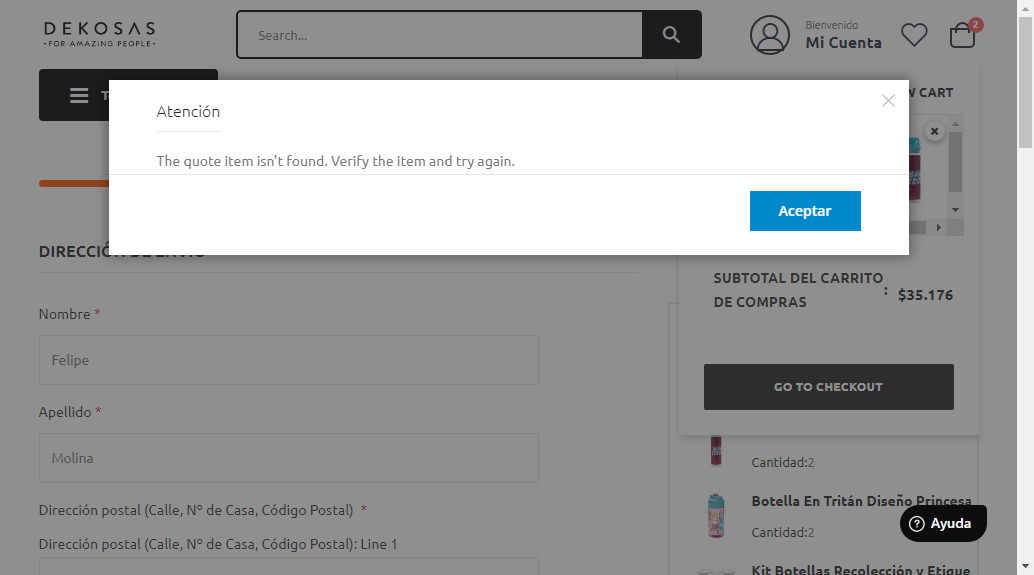 DEKOSAS
•FOR AMAZING PEOPLE•
Search...
Bienvenido
Mi Cuenta
2
CART
Atención
The quote item isn't found. Verify the item and try again.
Aceptar
DIRECCIÓN DE ENVÍO
SUBTOTAL DEL CARRITO
DE COMPRAS
: $35.176
Nombre *
Felipe
GO TO CHECKOUT
Apellido *
Molina
Cantidad:2
Dirección postal (Calle, Nº de Casa, Código Postal) *
Botella En Tritán Diseño Princesa
Cantidad:2
Ayuda
Dirección postal (Calle, Nº de Casa, Código Postal): Line 1
Kit Botellas Recolección y Etique